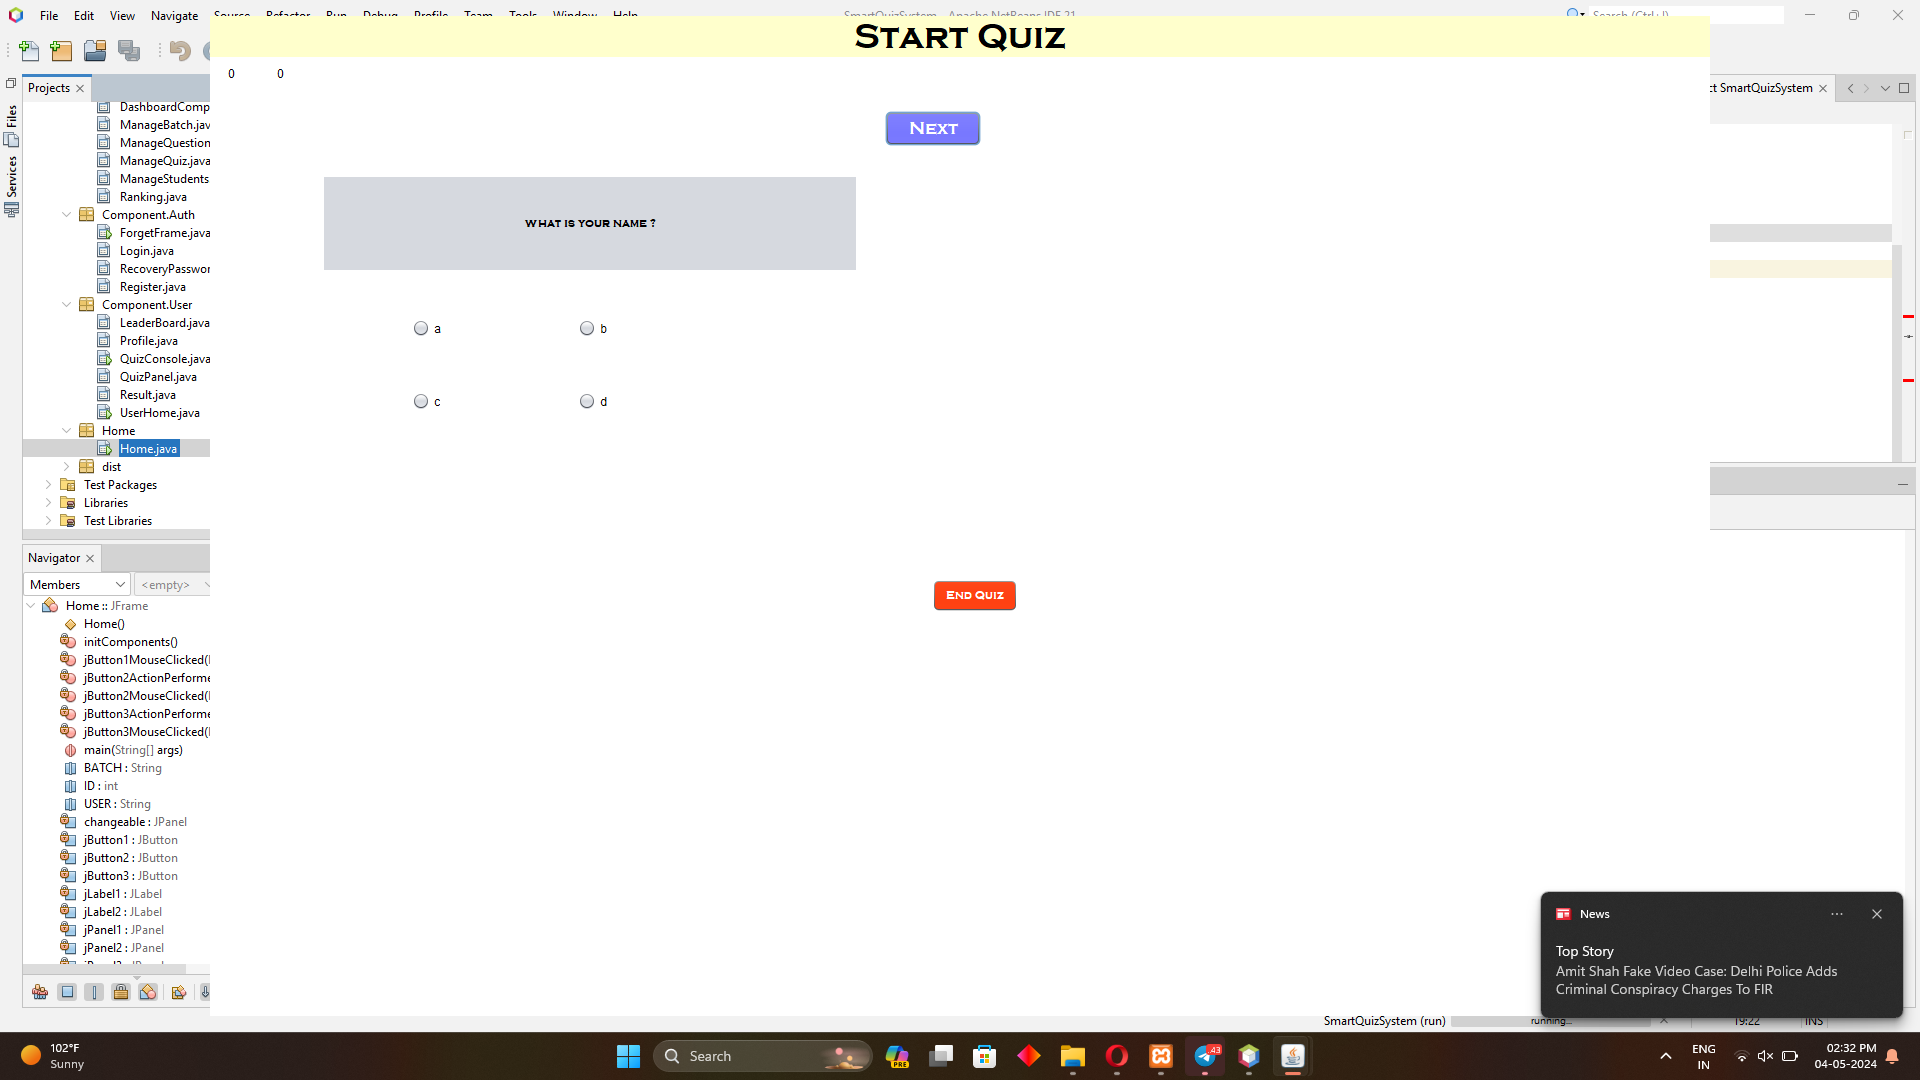 File Edit View Navigate Source Refactor Run Debug Profile Team Tools Window Help SmartQuizSystem - Apache NetBeans IDE 21 Search (Ctrl+I)
START QUIZ
0 0
Projects
ct SmartQuizSystem
Files
Services
DashboardComp
ManageBatch.jav
NEXT
ManageQuestion
ManageQuiz.java
ManageStudents
Ranking.java
Component.Auth
WHAT IS YOUR NAME ?
ForgetFrame.java
Login.java
RecoveryPasswor
Register.java
Component.User
LeaderBoard.java
a b
Profile.java
QuizConsole.java
QuizPanel.java
Result.java
c d
UserHome.java
Home
Home.java
dist
Test Packages
Libraries
Test Libraries
Navigator
Members <empty>
END QUIZ
Home :: JFrame
Home()
initComponents()
jButton1MouseClicked(
jButton2ActionPerforme
jButton2MouseClicked(
jButton3ActionPerforme
jButton3MouseClicked(
main(String[] args)
BATCH : String
ID : int
USER : String
changeable : JPanel
jButton1 : JButton
jButton2 : JButton
jButton3 : JButton
jLabel1 : JLabel
jLabel2 : JLabel
jPanel1 : JPanel
jPanel2 : JPanel
News
Top Story
Amit Shah Fake Video Case: Delhi Police Adds
Criminal Conspiracy Charges To FIR
SmartQuizSystem (run) running... 19:22 INS
102°F
Sunny
Search
PRE
43
ENG
IN
02:32 PM
04-05-2024